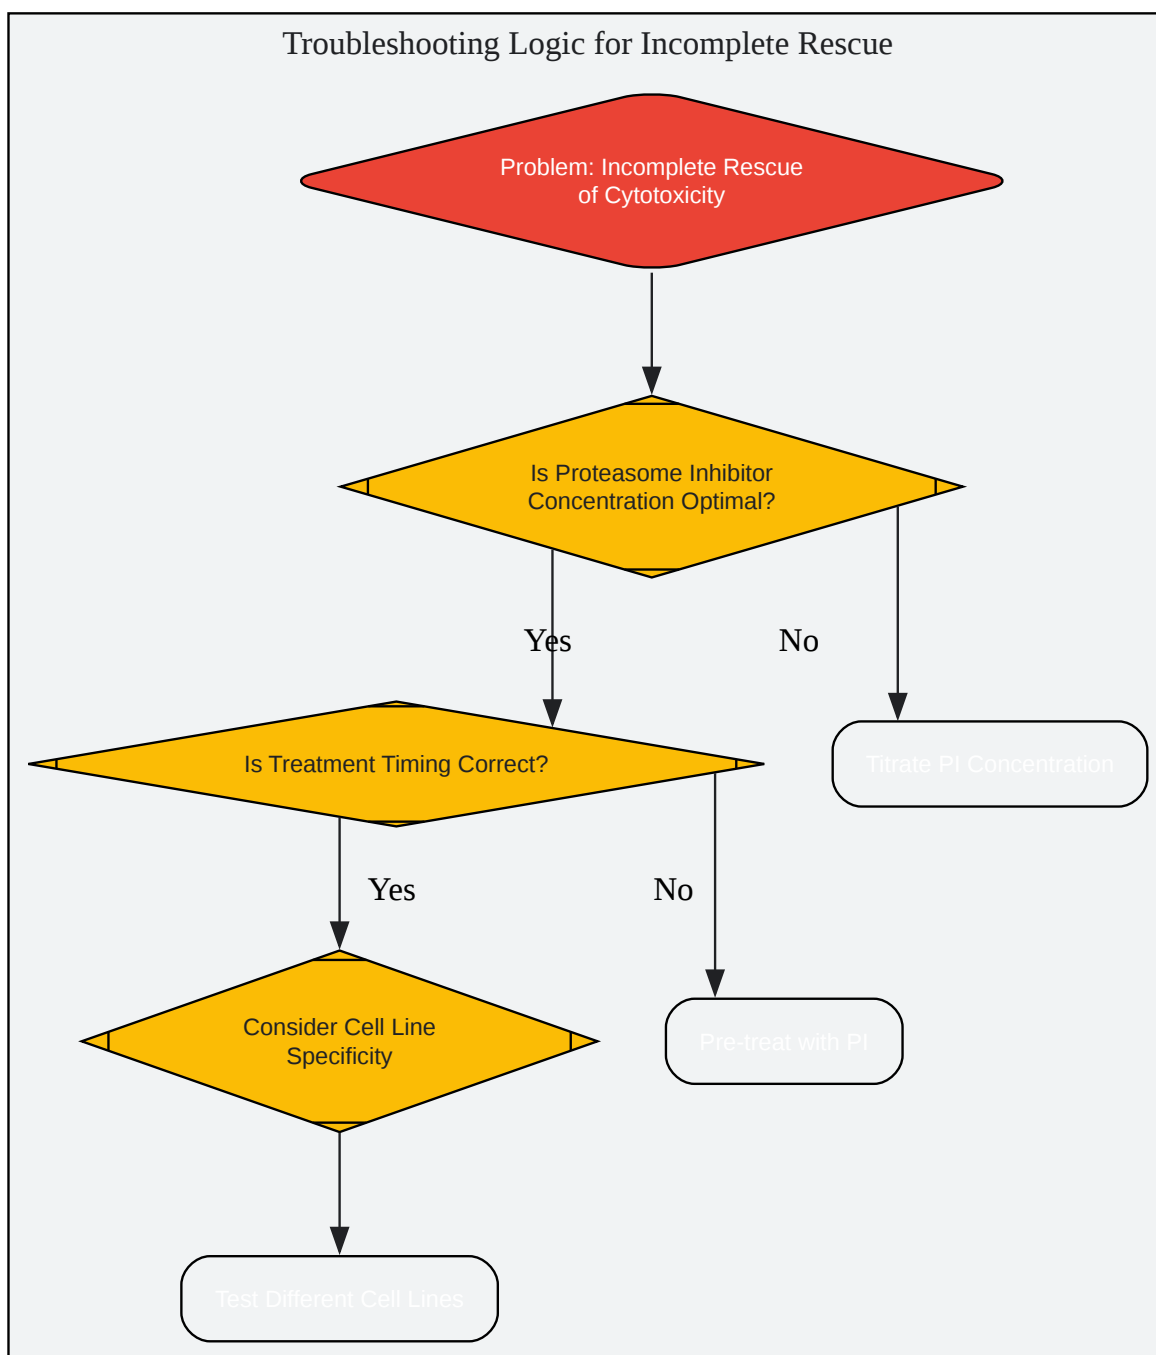 Troubleshooting Logic for Incomplete Rescue
Problem: Incomplete Rescue
of Cytotoxicity
Is Proteasome Inhibitor
Concentration Optimal?
Yes
No
Is Treatment Timing Correct?
Titrate PI Concentration
Yes
No
Consider Cell Line
Specificity
Pre-treat with PI
Test Different Cell Lines